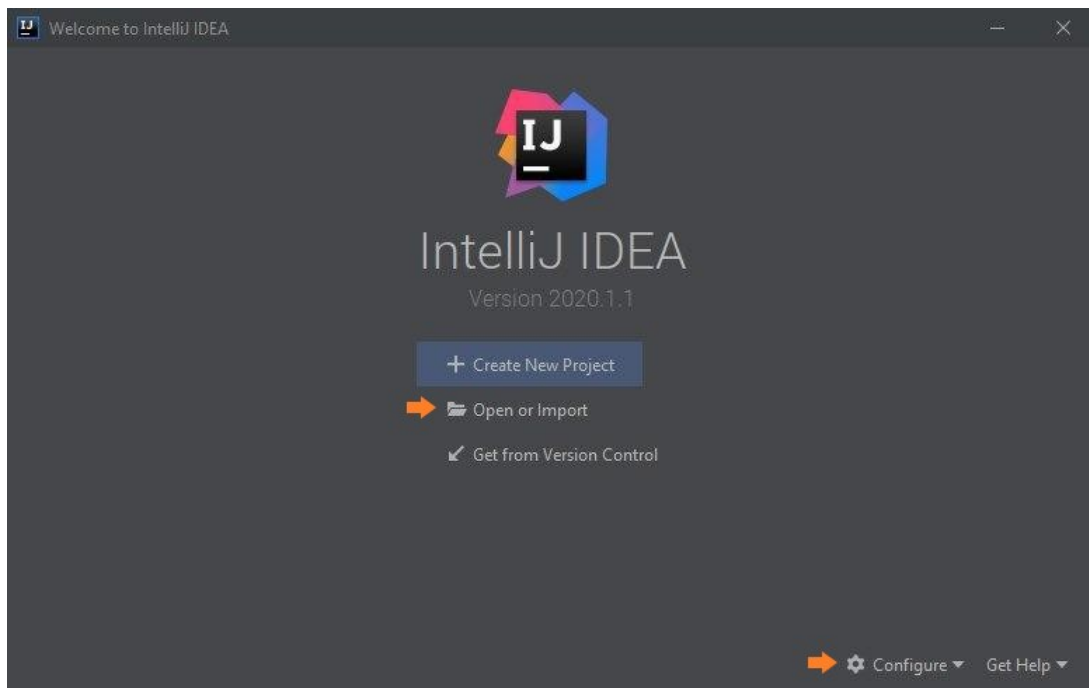 IJ Welcome to IntelliJ IDEA
IJ
IntelliJ IDEA
Version 2020.1.1
Create New Project
Open or Import
Get from Version Control
Configure Get Help